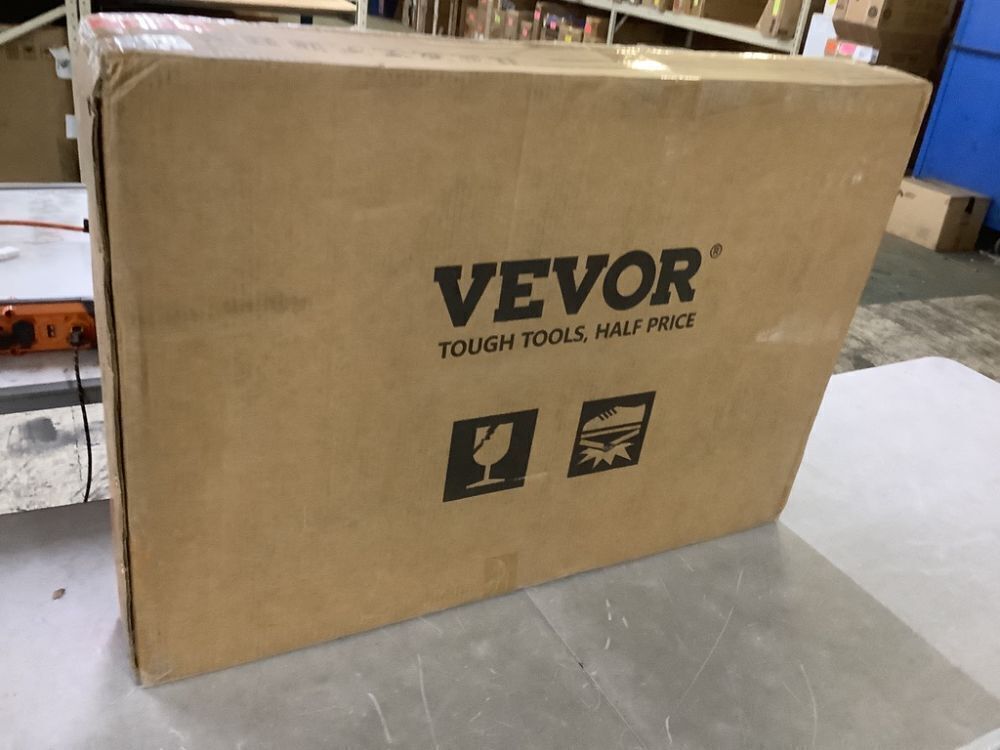 VEVOR®
TOUGH TOOLS, HALF PRICE